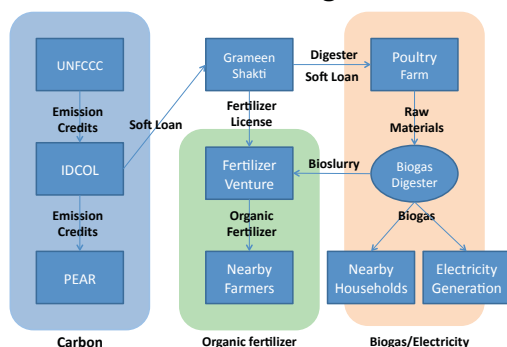 UNFCCC
Emission
Credits
IDCOL
Emission
Credits
PEAR
Carbon
Soft Loan
Grameen
Shakti
Digester
Soft Loan
Fertilizer
License
Fertilizer
Venture
Bioslurry
Organic
Fertilizer
Nearby
Farmers
Organic fertilizer
Poultry
Farm
Raw
Materials
Biogas
Digester
Biogas
Nearby
Households
Electricity
Generation
Biogas/Electricity